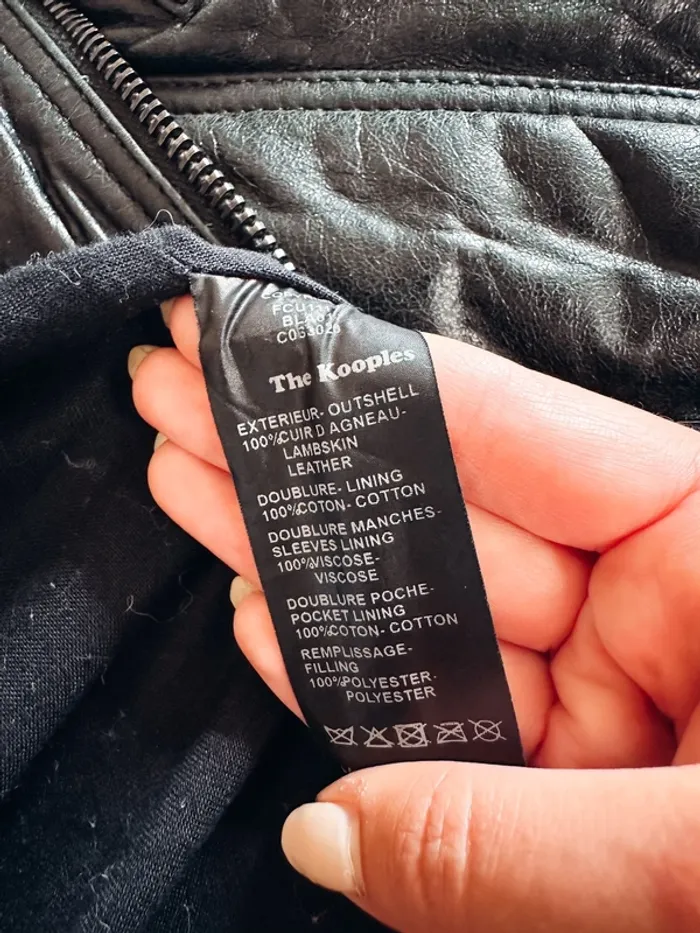 The Kooples
EXTERIEUR- OUTSHELL
100%CUIR D AGNEAU-
LAMBSKIN
LEATHER
DOUBLURE- LINING
100%COTON- COTTON
DOUBLURE MANCHES-
SLEEVES LINING
100%VISCOSE-
VISCOSE
DOUBLURE POCHE-
POCKET LINING
100%COTON- COTTON
REMPLISSAGE-
FILLING
100%POLYESTER-
POLYESTER